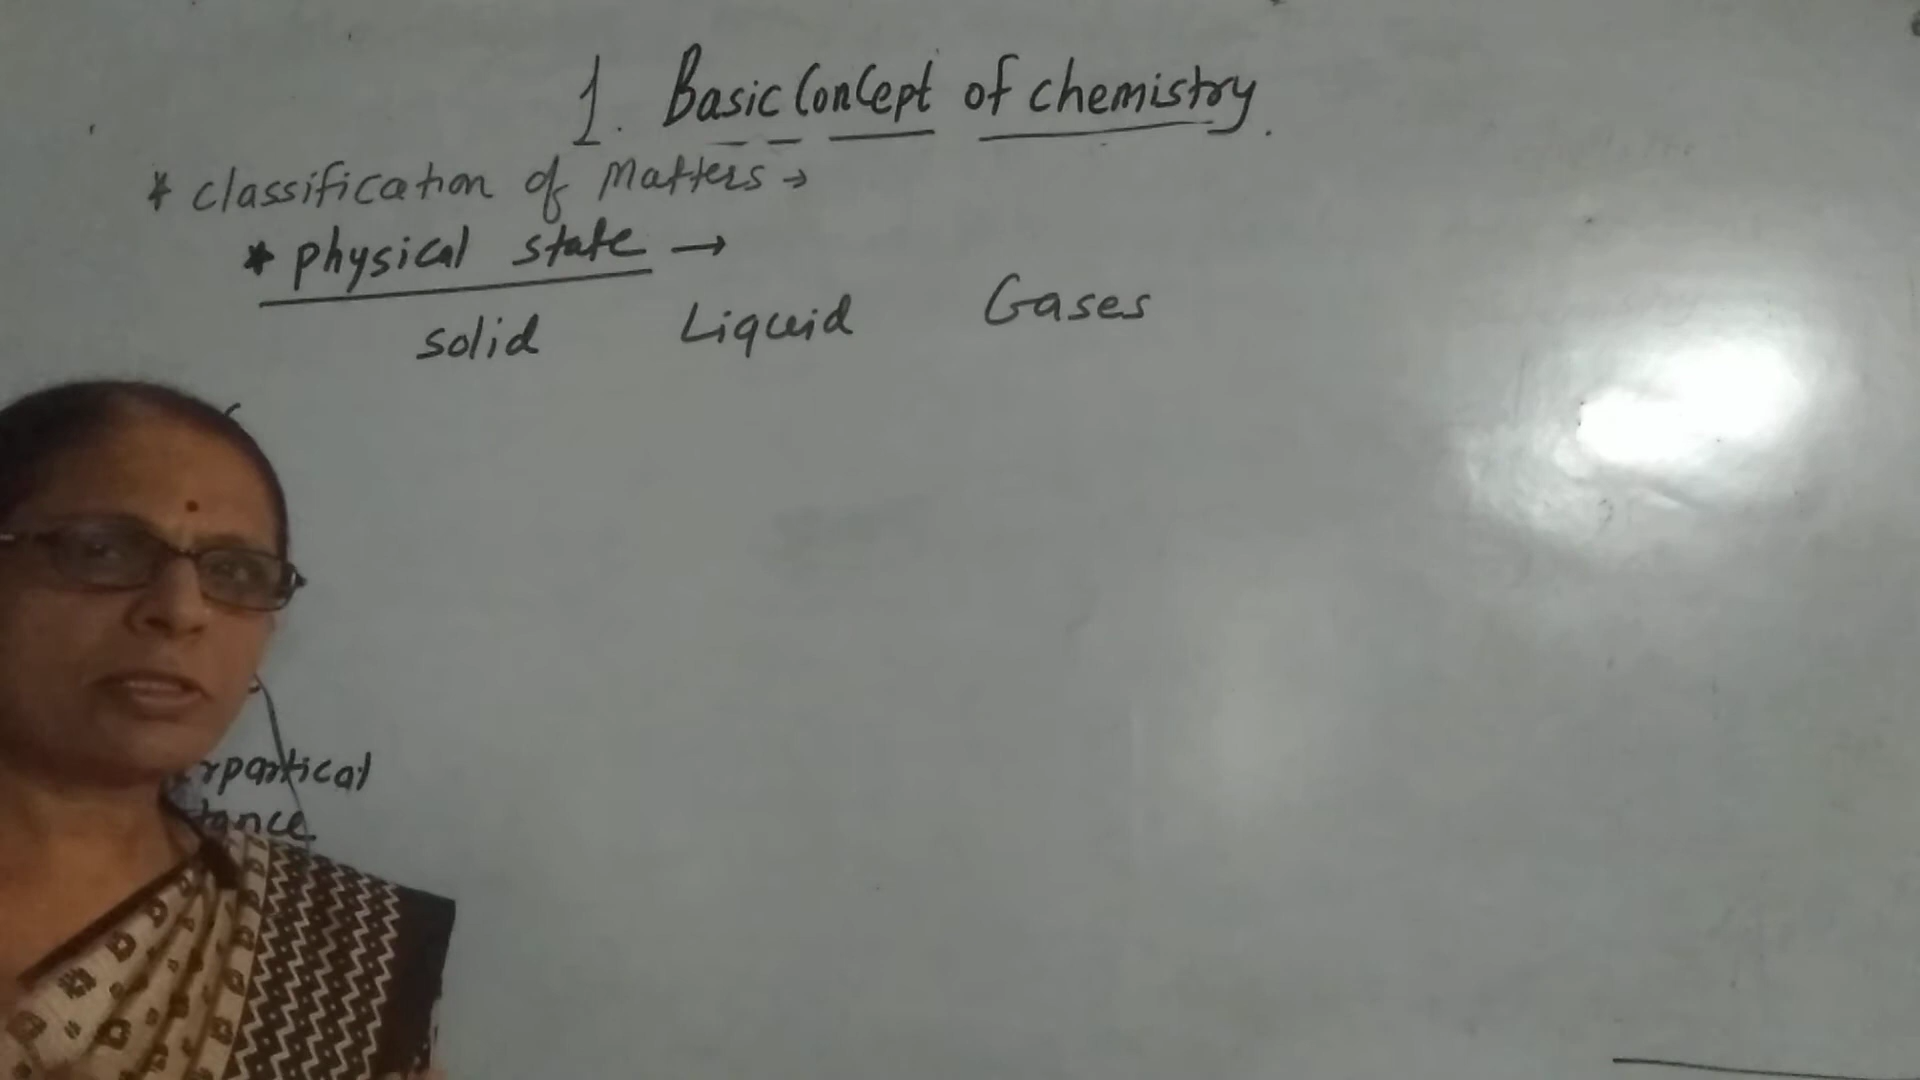 1. Basic Concept of chemistry.
* classification of Matters →
* physical state →
solid Liquid Gases